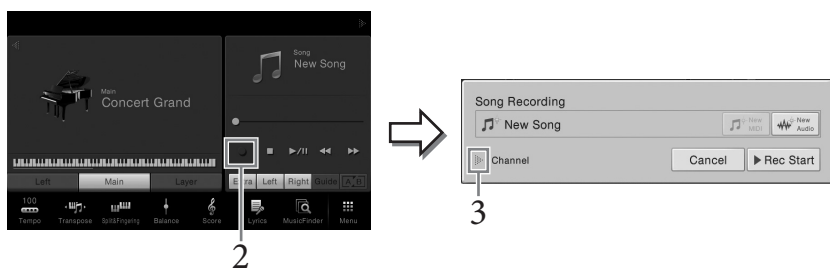 Song
New Song
Main
Concert Grand
Left Main Layer
Extra Left Right Guide A B
100
Tempo Transpose Split&Fingering Balance Score Lyrics MusicFinder Menu
2
Song Recording
New Song
New MIDI
New Audio
Channel Cancel Rec Start
3